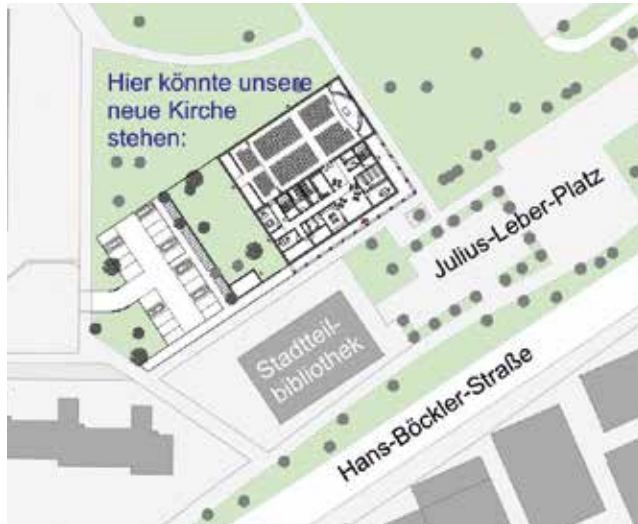 Hier könnte unsere
neue Kirche
stehen:
Julius-Leber-Platz
Stadtteil-
bibliothek
Hans-Böckler-Straße